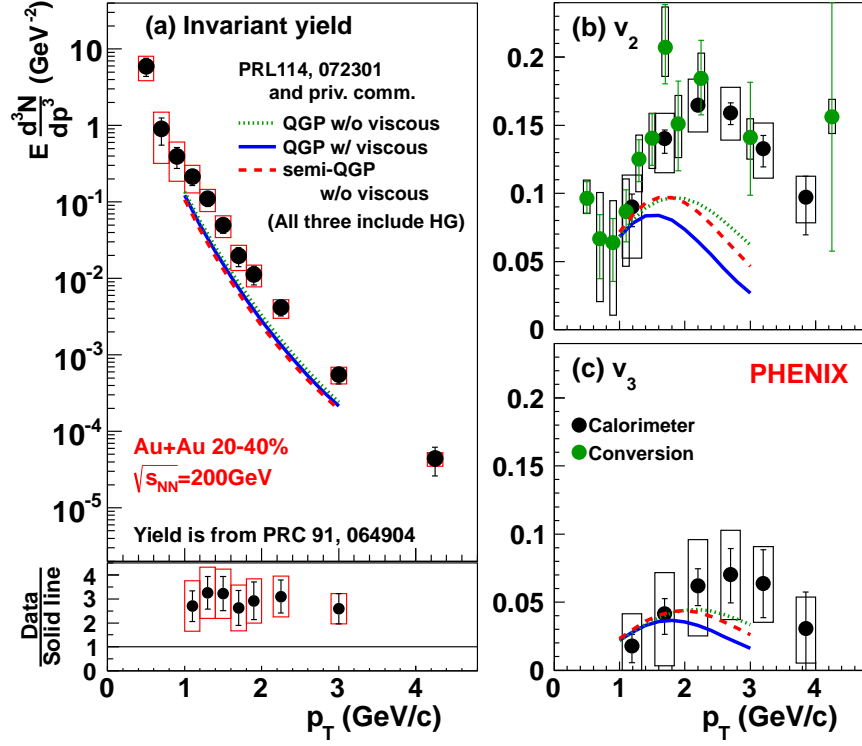 (a) Invariant yield
E d³N/dp³ (GeV⁻²)
PRL114, 072301
and priv. comm.
QGP w/o viscous
QGP w/ viscous
semi-QGP
w/o viscous
(All three include HG)
10
1
10⁻¹
10⁻²
10⁻³
10⁻⁴
10⁻⁵
Au+Au 20-40%
√s_NN=200GeV
Yield is from PRC 91, 064904
Data
Solid line
4
3
2
1
0
0
1
2
3
4
p_T (GeV/c)
(b) v₂
0.2
0.15
0.1
0.05
0
(c) v₃
PHENIX
Calorimeter
Conversion
0.2
0.15
0.1
0.05
0
0
1
2
3
4
p_T (GeV/c)